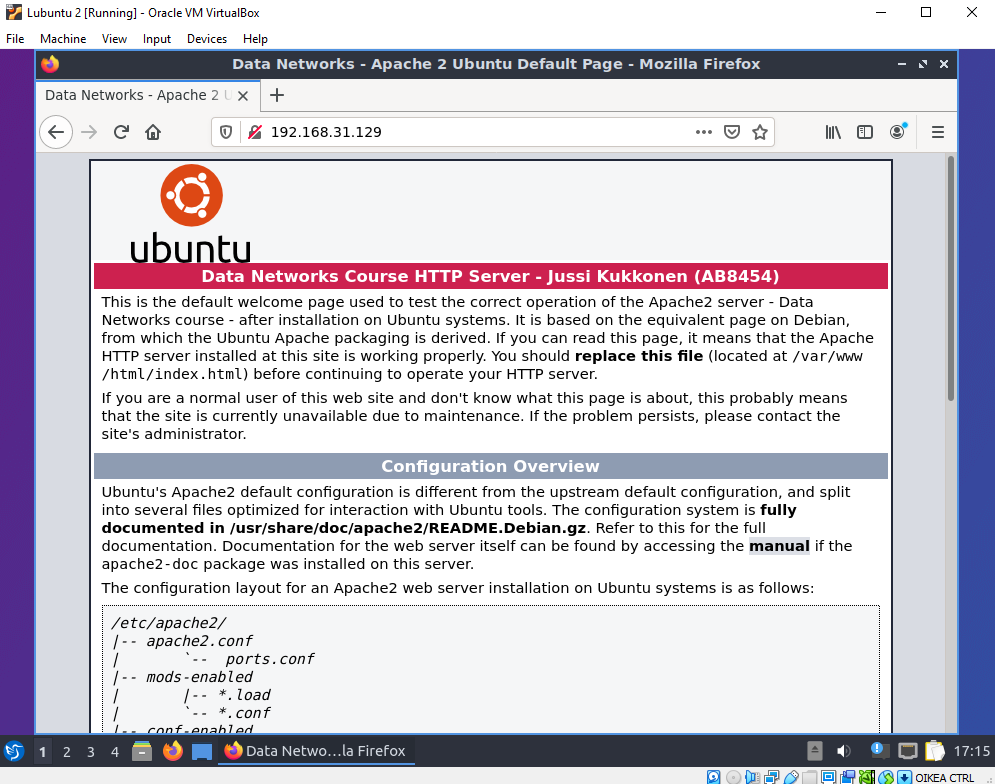 Lubuntu 2 [Running] - Oracle VM VirtualBox
File Machine View Input Devices Help
Data Networks - Apache 2 Ubuntu Default Page - Mozilla Firefox
Data Networks - Apache 2 U
192.168.31.129
ubuntu
Data Networks Course HTTP Server - Jussi Kukkonen (AB8454)
This is the default welcome page used to test the correct operation of the Apache2 server - Data
Networks course - after installation on Ubuntu systems. It is based on the equivalent page on Debian,
from which the Ubuntu Apache packaging is derived. If you can read this page, it means that the Apache
HTTP server installed at this site is working properly. You should replace this file (located at /var/www
/html/index.html) before continuing to operate your HTTP server.
If you are a normal user of this web site and don't know what this page is about, this probably means
that the site is currently unavailable due to maintenance. If the problem persists, please contact the
site's administrator.
Configuration Overview
Ubuntu's Apache2 default configuration is different from the upstream default configuration, and split
into several files optimized for interaction with Ubuntu tools. The configuration system is fully
documented in /usr/share/doc/apache2/README.Debian.gz. Refer to this for the full
documentation. Documentation for the web server itself can be found by accessing the manual if the
apache2-doc package was installed on this server.
The configuration layout for an Apache2 web server installation on Ubuntu systems is as follows:
/etc/apache2/
|-- apache2.conf
|       `--  ports.conf
|-- mods-enabled
|       |-- *.load
|       `-- *.conf
|-- conf-enabled
1 2 3 4 Data Netwo...la Firefox 17:15
OIKEA CTRL